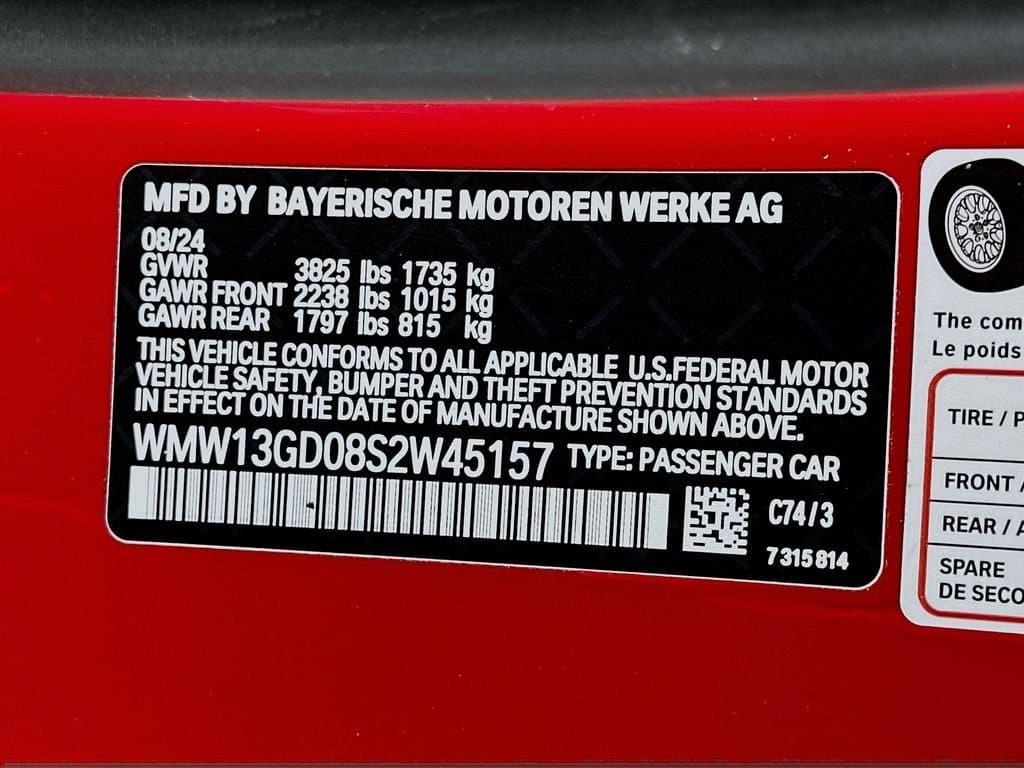 MFD BY BAYERISCHE MOTOREN WERKE AG
08/24
GVWR 3825 lbs 1735 kg
GAWR FRONT 2238 lbs 1015 kg
GAWR REAR 1797 lbs 815 kg
THIS VEHICLE CONFORMS TO ALL APPLICABLE U.S.FEDERAL MOTOR
VEHICLE SAFETY, BUMPER AND THEFT PREVENTION STANDARDS
IN EFFECT ON THE DATE OF MANUFACTURE SHOWN ABOVE.
WMW13GD08S2W45157 TYPE: PASSENGER CAR
C74/3
7315814
The com
Le poids
TIRE / P
FRONT /
REAR / A
SPARE
DE SECO